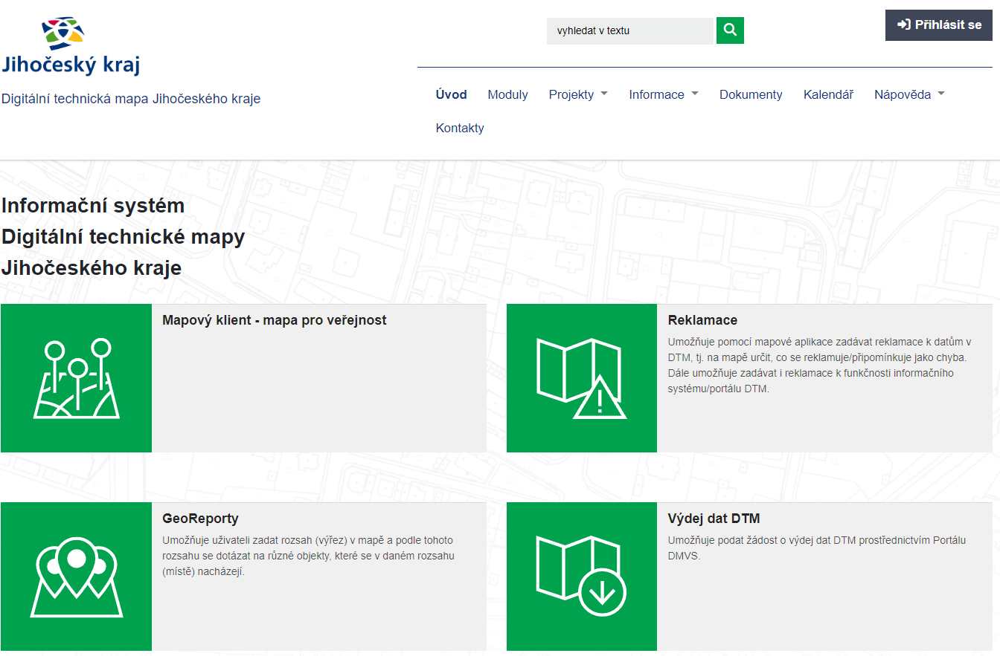 Jihočeský kraj
Digitální technická mapa Jihočeského kraje
vyhledat v textu
Přihlásit se
Úvod Moduly Projekty Informace Dokumenty Kalendář Nápověda
Kontakty
Informační systém
Digitální technické mapy
Jihočeského kraje
Mapový klient - mapa pro veřejnost
Reklamace
Umožňuje pomocí mapové aplikace zadávat reklamace k datům v
DTM, tj. na mapě určit, co se reklamuje/připomínkuje jako chyba.
Dále umožňuje zadávat i reklamace k funkčnosti informačního
systému/portálu DTM.
GeoReporty
Umožňuje uživateli zadat rozsah (výřez) v mapě a podle tohoto
rozsahu se dotázat na různé objekty, které se v daném rozsahu
(místě) nacházejí.
Výdej dat DTM
Umožňuje podat žádost o výdej dat DTM prostřednictvím Portálu
DMVS.